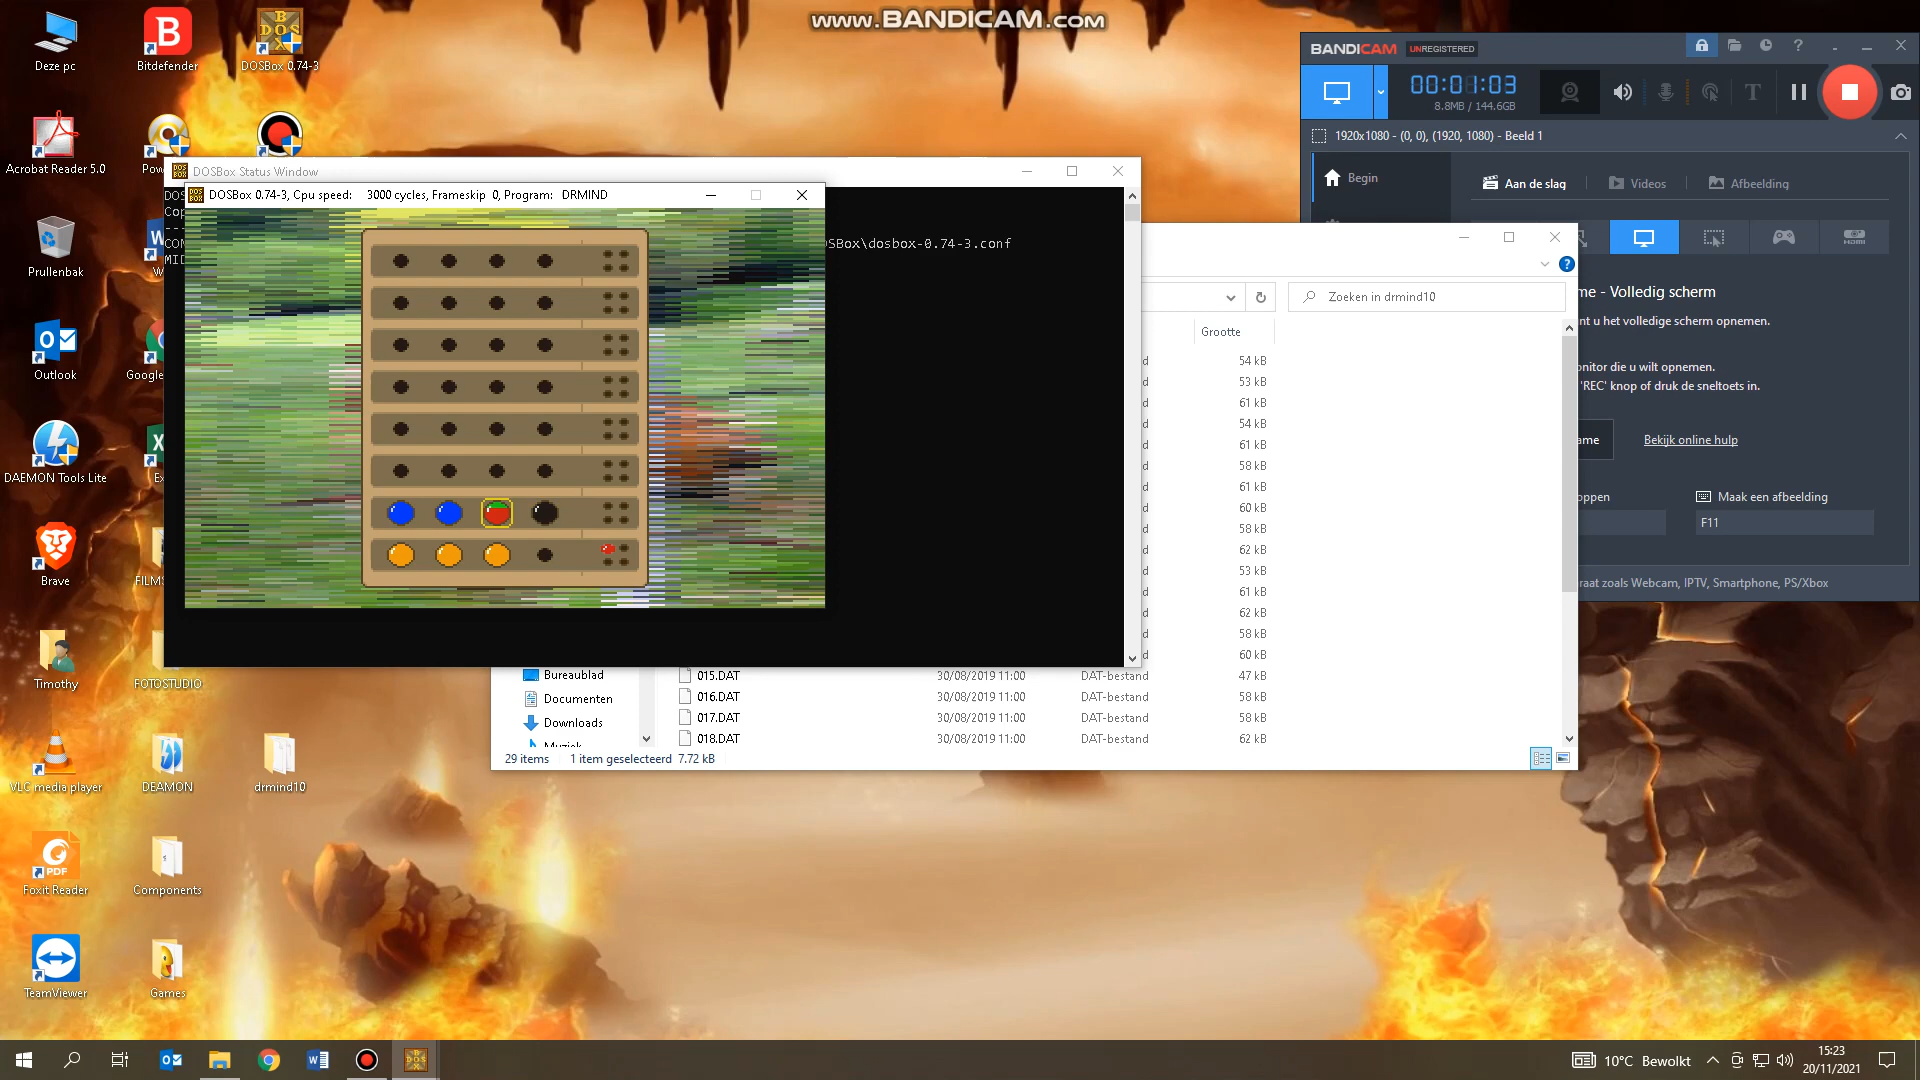 www.BANDICAM.com
Deze pc
Bitdefender
DOSBox 0.74-3
Acrobat Reader 5.0
Prullenbak
Outlook
DAEMON Tools Lite
Brave
Timothy
FOTOSTUDIO
VLC media player
DEAMON
drmind10
Foxit Reader
Components
TeamViewer
Games
DOSBox Status Window
DOSBox 0.74-3, Cpu speed: 3000 cycles, Frameskip 0, Program: DRMIND
OSBox\dosbox-0.74-3.conf
BANDICAM UNREGISTERED
00:01:03
8.8MB / 144.6GB
1920x1080 - (0, 0), (1920, 1080) - Beeld 1
Begin
Aan de slag
Videos
Afbeelding
me - Volledig scherm
nt u het volledige scherm opnemen.
onitor die u wilt opnemen.
'REC' knop of druk de sneltoets in.
ame
Bekijk online hulp
oppen
Maak een afbeelding
F11
raat zoals Webcam, IPTV, Smartphone, PS/Xbox
Zoeken in drmind10
Grootte
54 kB
53 kB
61 kB
54 kB
61 kB
58 kB
61 kB
60 kB
58 kB
62 kB
53 kB
61 kB
62 kB
58 kB
60 kB
Bureaublad
Documenten
Downloads
015.DAT 30/08/2019 11:00 DAT-bestand 47 kB
016.DAT 30/08/2019 11:00 DAT-bestand 58 kB
017.DAT 30/08/2019 11:00 DAT-bestand 58 kB
018.DAT 30/08/2019 11:00 DAT-bestand 62 kB
29 items 1 item geselecteerd 7.72 kB
10°C Bewolkt
15:23
20/11/2021